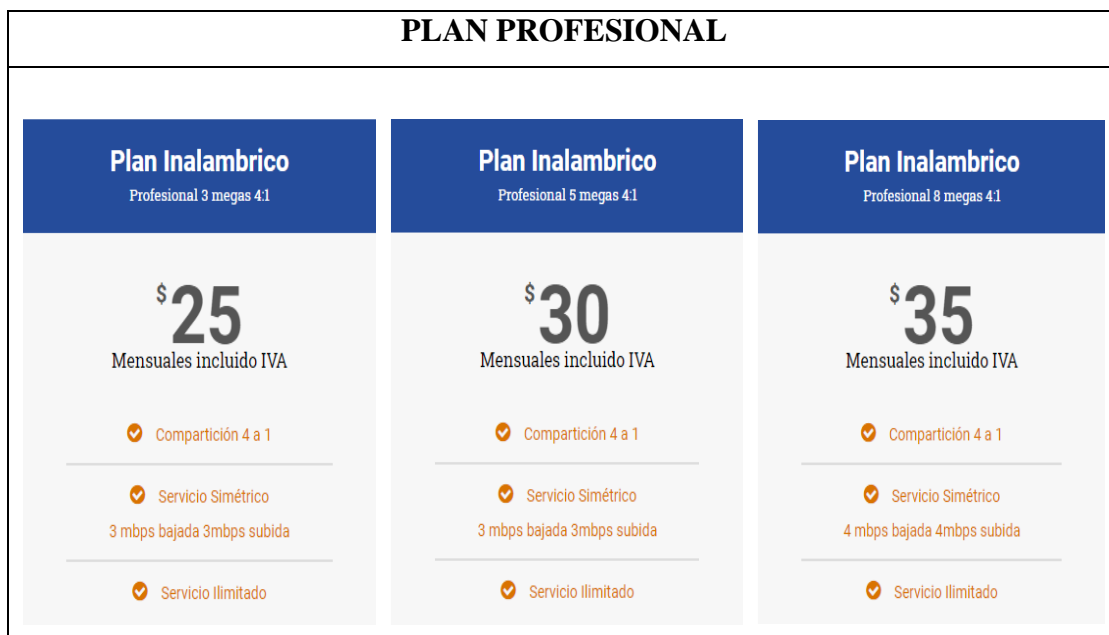 PLAN PROFESIONAL
Plan Inalambrico
Profesional 3 megas 4:1
$25
Mensuales incluido IVA
Compartición 4 a 1
Servicio Simétrico
3 mbps bajada 3mbps subida
Servicio Ilimitado
Plan Inalambrico
Profesional 5 megas 4:1
$30
Mensuales incluido IVA
Compartición 4 a 1
Servicio Simétrico
3 mbps bajada 3mbps subida
Servicio Ilimitado
Plan Inalambrico
Profesional 8 megas 4:1
$35
Mensuales incluido IVA
Compartición 4 a 1
Servicio Simétrico
4 mbps bajada 4mbps subida
Servicio Ilimitado